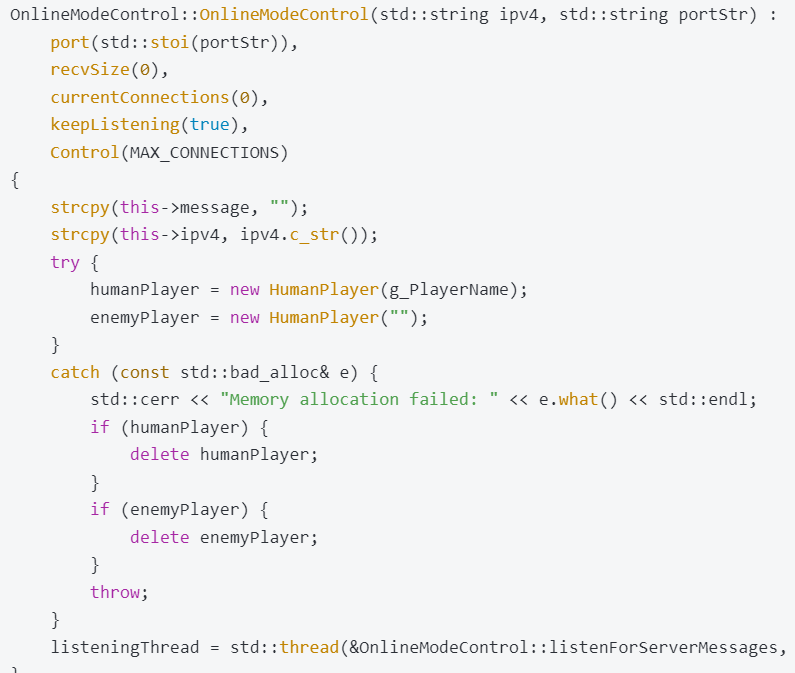 OnlineModeControl::OnlineModeControl(std::string ipv4, std::string portStr) :
    port(std::stoi(portStr)),
    recvSize(0),
    currentConnections(0),
    keepListening(true),
    Control(MAX_CONNECTIONS)
{
    strcpy(this->message, "");
    strcpy(this->ipv4, ipv4.c_str());
    try {
        humanPlayer = new HumanPlayer(g_PlayerName);
        enemyPlayer = new HumanPlayer("");
    }
    catch (const std::bad_alloc& e) {
        std::cerr << "Memory allocation failed: " << e.what() << std::endl;
        if (humanPlayer) {
            delete humanPlayer;
        }
        if (enemyPlayer) {
            delete enemyPlayer;
        }
        throw;
    }
    listeningThread = std::thread(&OnlineModeControl::listenForServerMessages,